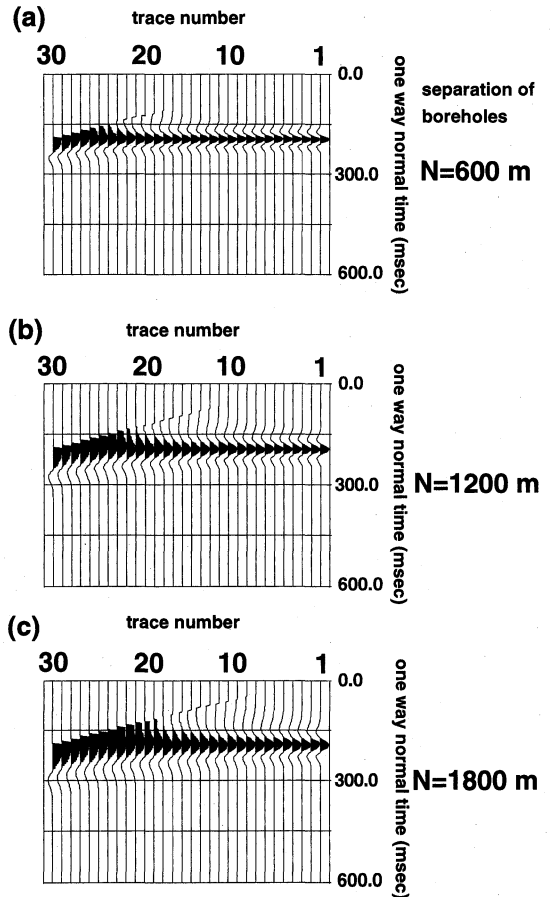 (a)
trace number
30 20 10 1
0.0
300.0
600.0
one way normal time (msec)
separation of
boreholes
N=600 m
(b)
trace number
30 20 10 1
0.0
300.0
600.0
one way normal time (msec)
N=1200 m
(c)
trace number
30 20 10 1
0.0
300.0
600.0
one way normal time (msec)
N=1800 m